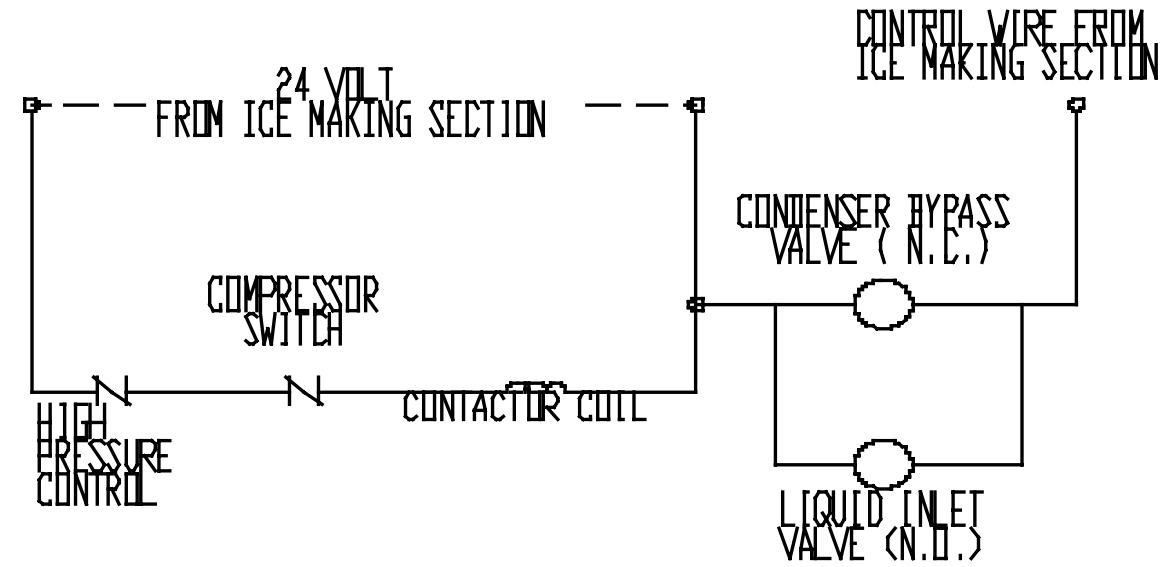 CONTROL WIRE FROM
ICE MAKING SECTION
24 VOLT
FROM ICE MAKING SECTION
CONDENSER BYPASS
VALVE ( N.C.)
COMPRESSOR
SWITCH
CONTACTOR COIL
HIGH
PRESSURE
CONTROL
LIQUID INLET
VALVE (N.O.)